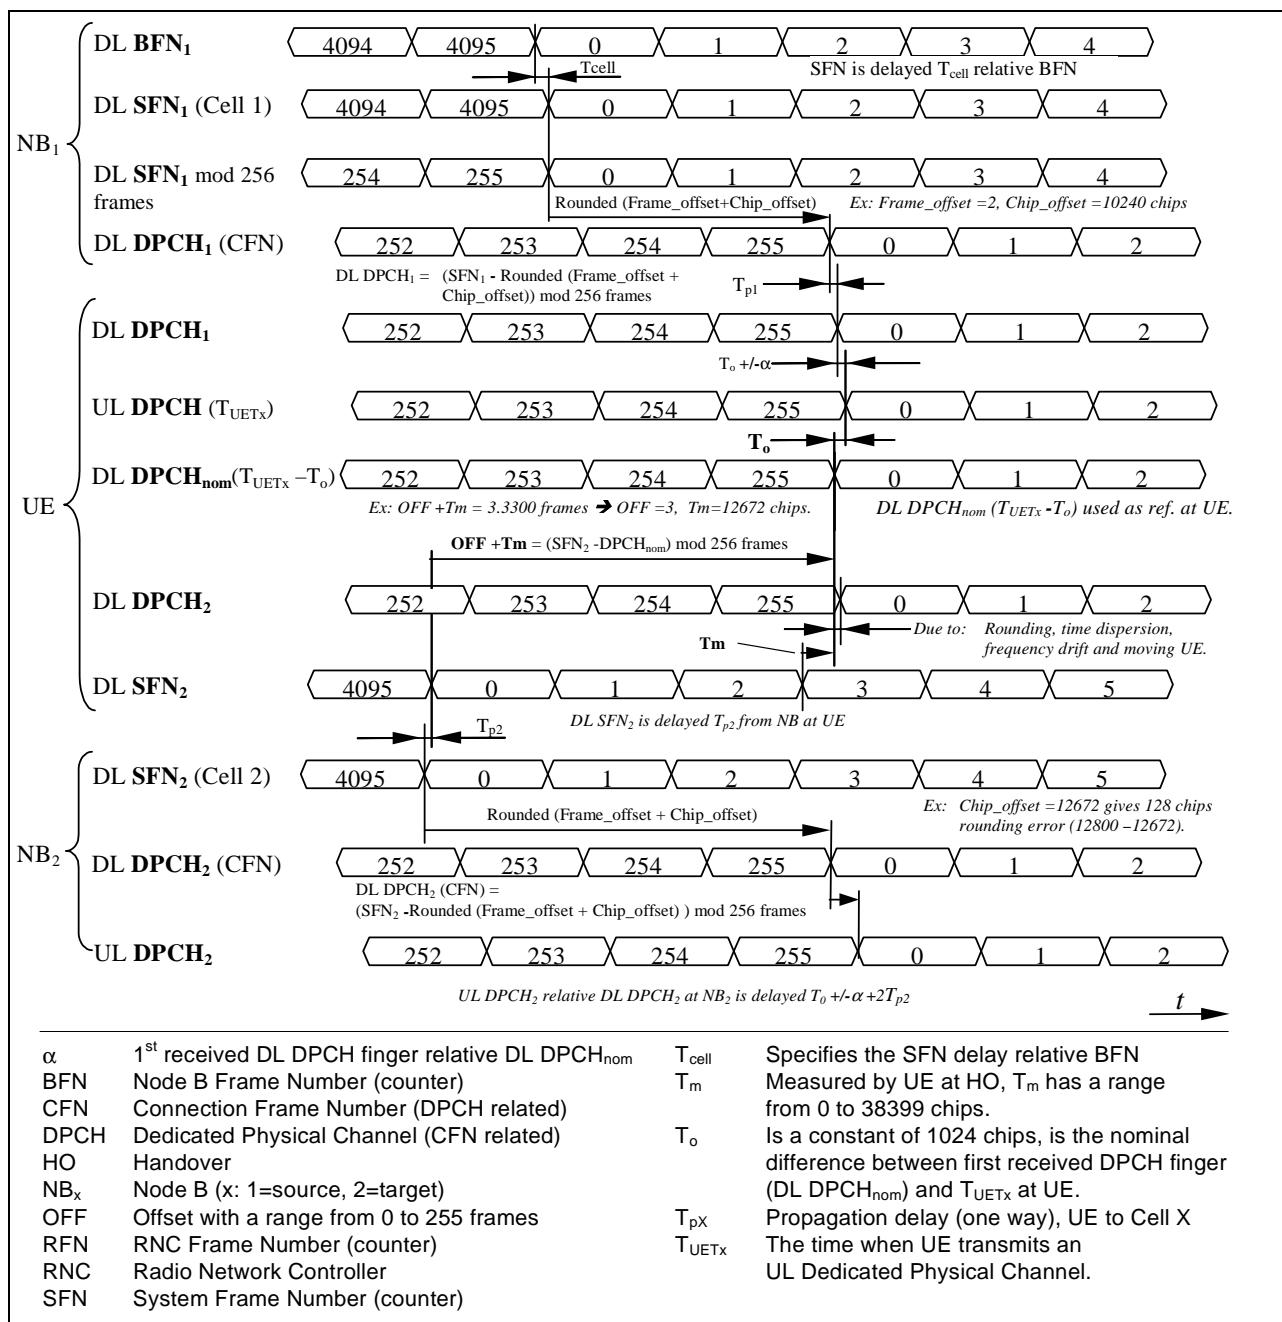 DL BFN1 4094 4095 0 1 2 3 4
Tcell SFN is delayed Tcell relative BFN
DL SFN1 (Cell 1) 4094 4095 0 1 2 3 4
NB1
DL SFN1 mod 256 frames 254 255 0 1 2 3 4
Rounded (Frame_offset+Chip_offset) Ex: Frame_offset =2, Chip_offset =10240 chips
DL DPCH1 (CFN) 252 253 254 255 0 1 2
DL DPCH1 = (SFN1 - Rounded (Frame_offset +
Chip_offset)) mod 256 frames
Tp1
DL DPCH1 252 253 254 255 0 1 2
To +/-α
UL DPCH (TUETx) 252 253 254 255 0 1 2
To
DL DPCHnom(TUETx –To) 252 253 254 255 0 1 2
UE
Ex: OFF +Tm = 3.3300 frames ➔ OFF =3, Tm=12672 chips. DL DPCHnom (TUETx -To) used as ref. at UE.
OFF +Tm = (SFN2 -DPCHnom) mod 256 frames
DL DPCH2 252 253 254 255 0 1 2
Due to: Rounding, time dispersion,
frequency drift and moving UE.
Tm
DL SFN2 4095 0 1 2 3 4 5
DL SFN2 is delayed Tp2 from NB at UE
Tp2
DL SFN2 (Cell 2) 4095 0 1 2 3 4 5
Rounded (Frame_offset + Chip_offset)
Ex: Chip_offset =12672 gives 128 chips
rounding error (12800 –12672).
NB2
DL DPCH2 (CFN) 252 253 254 255 0 1 2
DL DPCH2 (CFN) =
(SFN2 -Rounded (Frame_offset + Chip_offset) ) mod 256 frames
UL DPCH2 252 253 254 255 0 1 2
UL DPCH2 relative DL DPCH2 at NB2 is delayed T0 +/-α +2Tp2
t
α 1st received DL DPCH finger relative DL DPCHnom
BFN Node B Frame Number (counter)
CFN Connection Frame Number (DPCH related)
DPCH Dedicated Physical Channel (CFN related)
HO Handover
NBx Node B (x: 1=source, 2=target)
OFF Offset with a range from 0 to 255 frames
RFN RNC Frame Number (counter)
RNC Radio Network Controller
SFN System Frame Number (counter)
Tcell Specifies the SFN delay relative BFN
Tm Measured by UE at HO, Tm has a range
from 0 to 38399 chips.
To Is a constant of 1024 chips, is the nominal
difference between first received DPCH finger
(DL DPCHnom) and TUETx at UE.
TpX Propagation delay (one way), UE to Cell X
TUETx The time when UE transmits an
UL Dedicated Physical Channel.